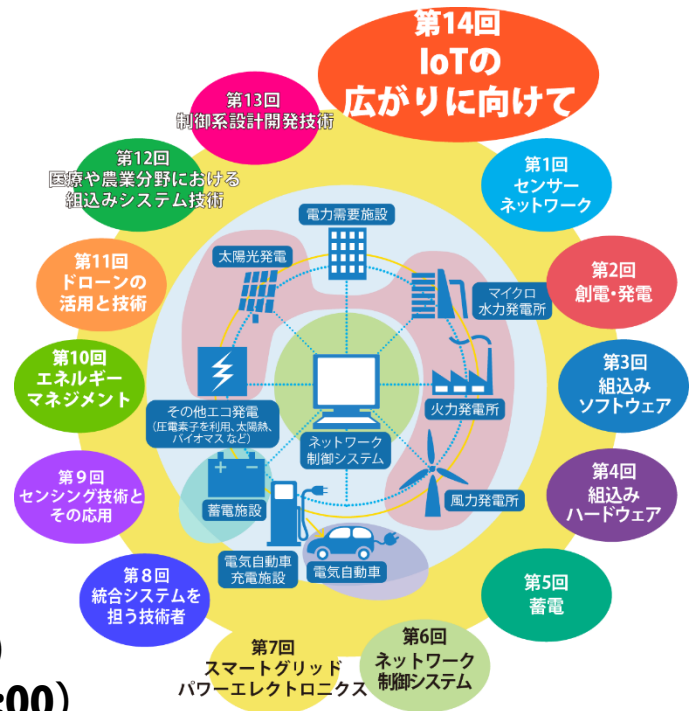 第14回
IoTの
広がりに向けて
第13回
制御系設計開発技術
第12回
医療や農業分野における
組込みシステム技術
第11回
ドローンの
活用と技術
第10回
エネルギー
マネジメント
第９回
センシング技術と
その応用
第８回
統合システムを
担う技術者
第7回
スマートグリッド
パワーエレクトロニクス
第6回
ネットワーク
制御システム
第5回
蓄電
第4回
組込み
ハードウェア
第3回
組込み
ソフトウェア
第2回
創電・発電
第1回
センサー
ネットワーク
電力需要施設
太陽光発電
マイクロ
水力発電所
その他エコ発電
（圧電素子を利用、太陽熱、
バイオマスなど）
ネットワーク
制御システム
火力発電所
風力発電所
蓄電施設
電気自動車
充電施設
電気自動車
）
:00）